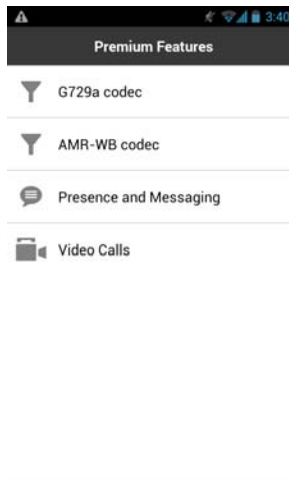 3:40
Premium Features
G729a codec
AMR-WB codec
Presence and Messaging
Video Calls